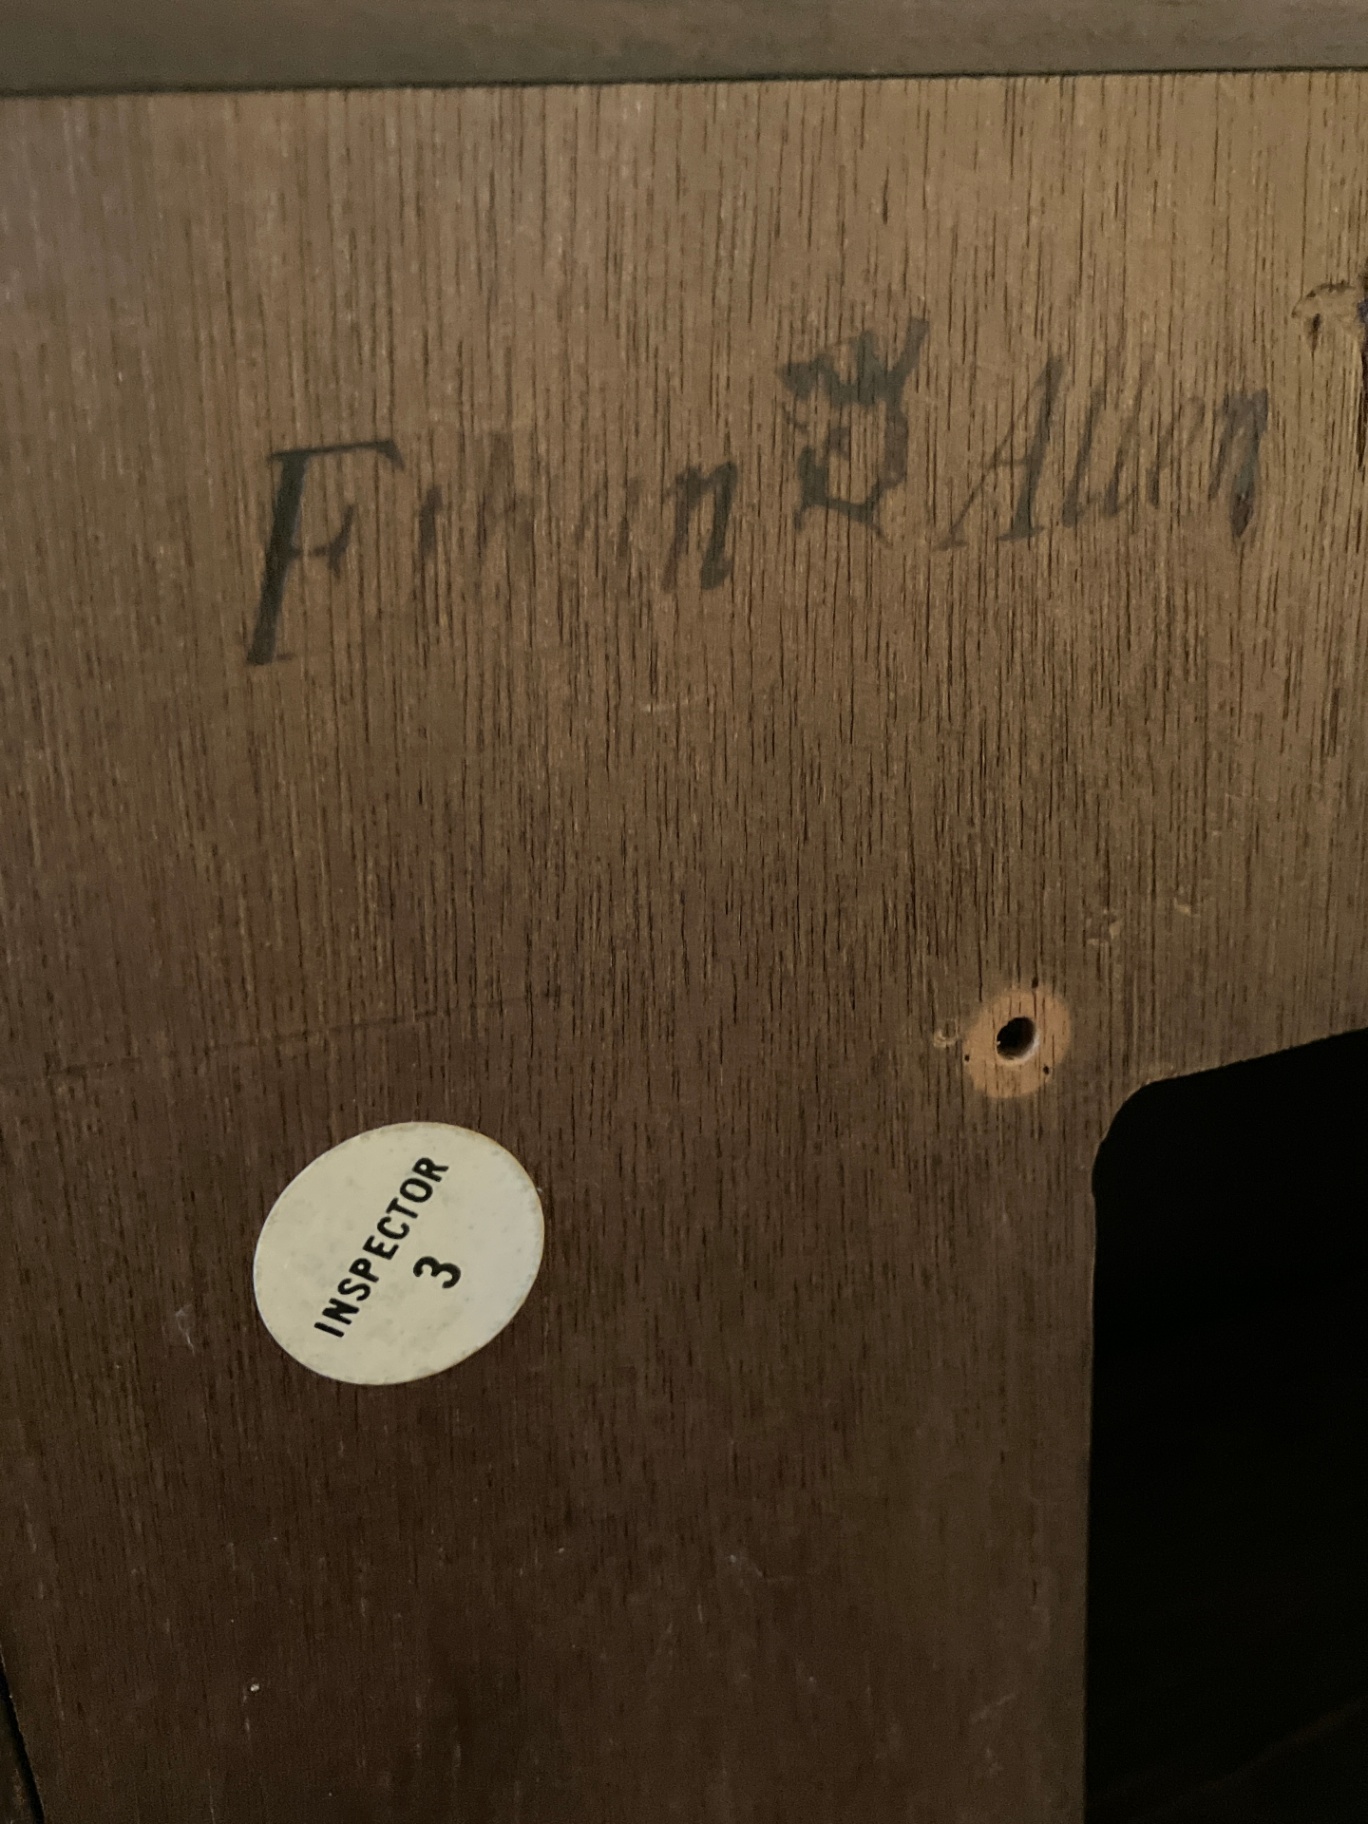 Ethan Allen
INSPECTOR
3